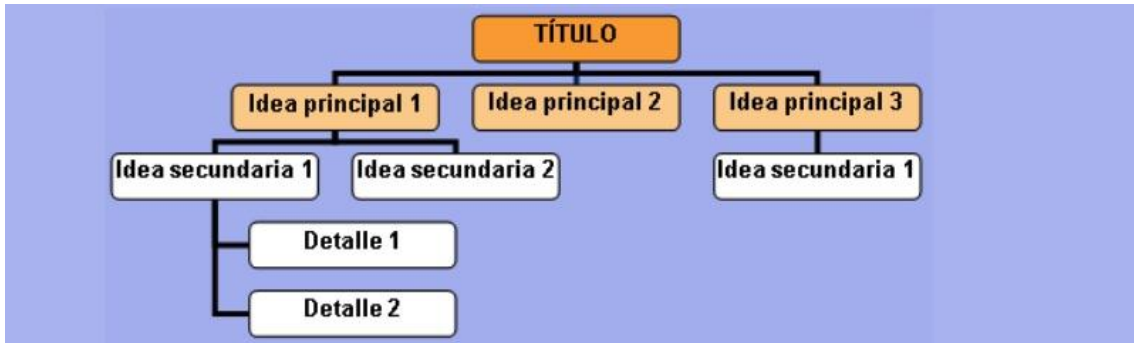 TÍTULO
Idea principal 1
Idea principal 2
Idea principal 3
Idea secundaria 1
Idea secundaria 2
Idea secundaria 1
Detalle 1
Detalle 2